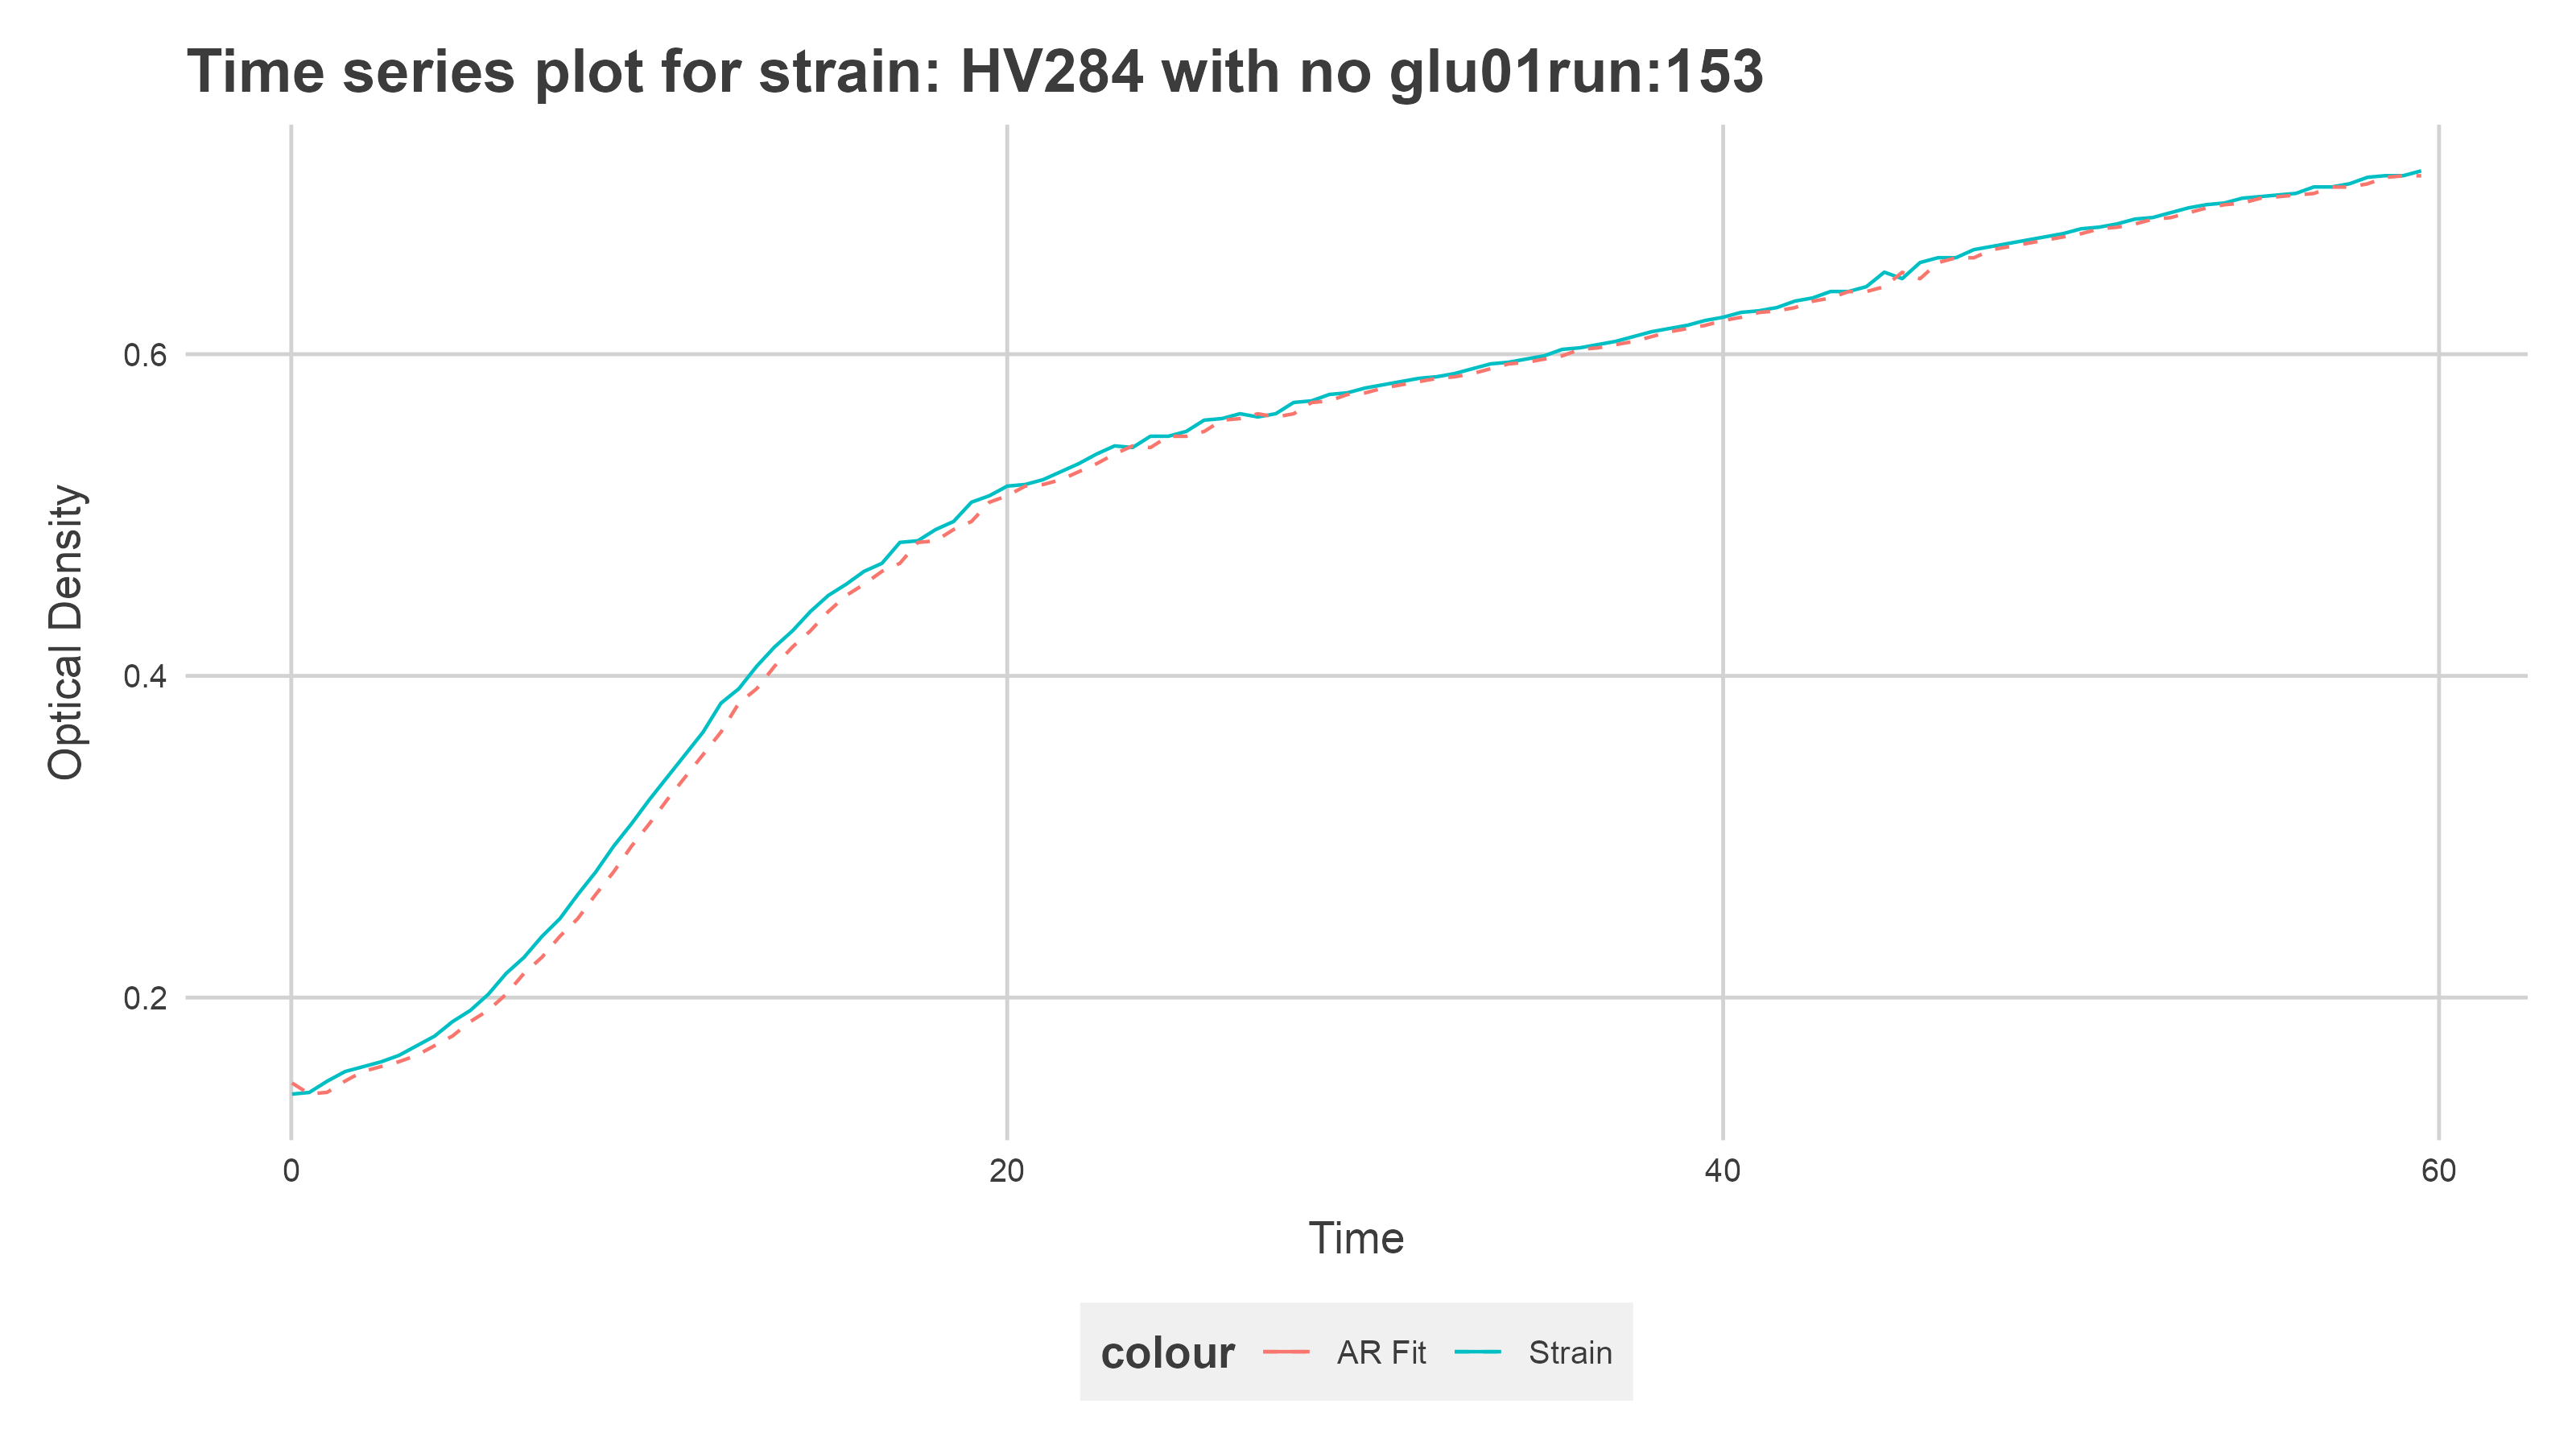 Time series plot for strain: HV284 with no glu01run:153
Optical Density
0.6
0.4
0.2
0 20 40 60
Time
colour AR Fit Strain